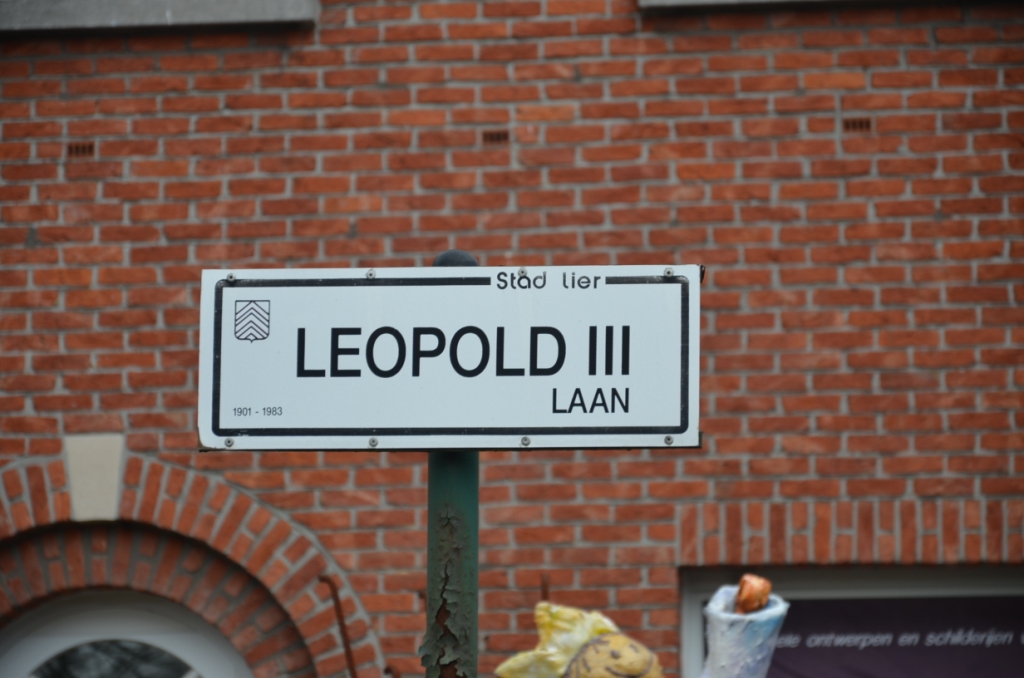 Stad lier
LEOPOLD III
LAAN
1901 - 1983
ontwerpen en schilderijen